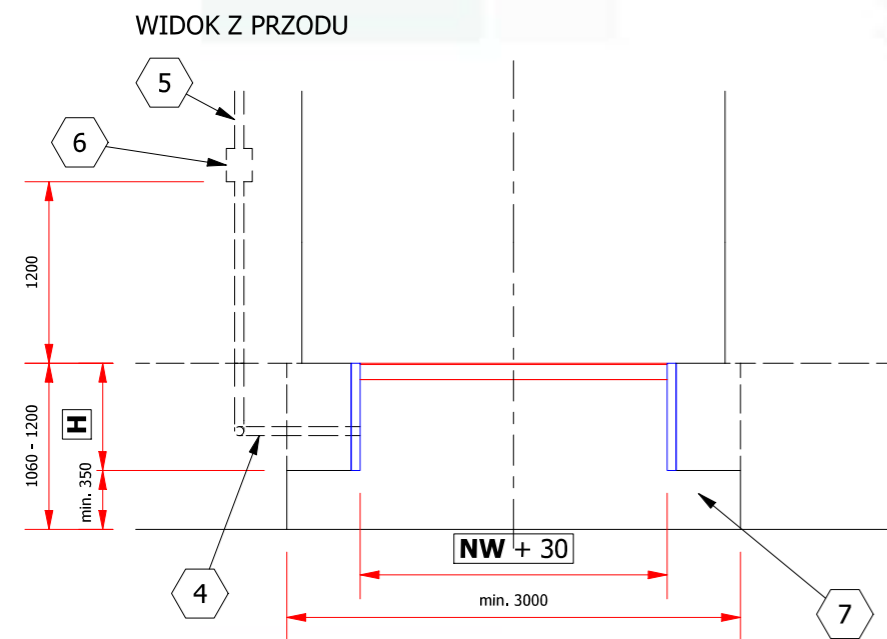 WIDOK Z PRZODU
5
6
1200
1060 - 1200
H
min. 350
NW + 30
min. 3000
4
7